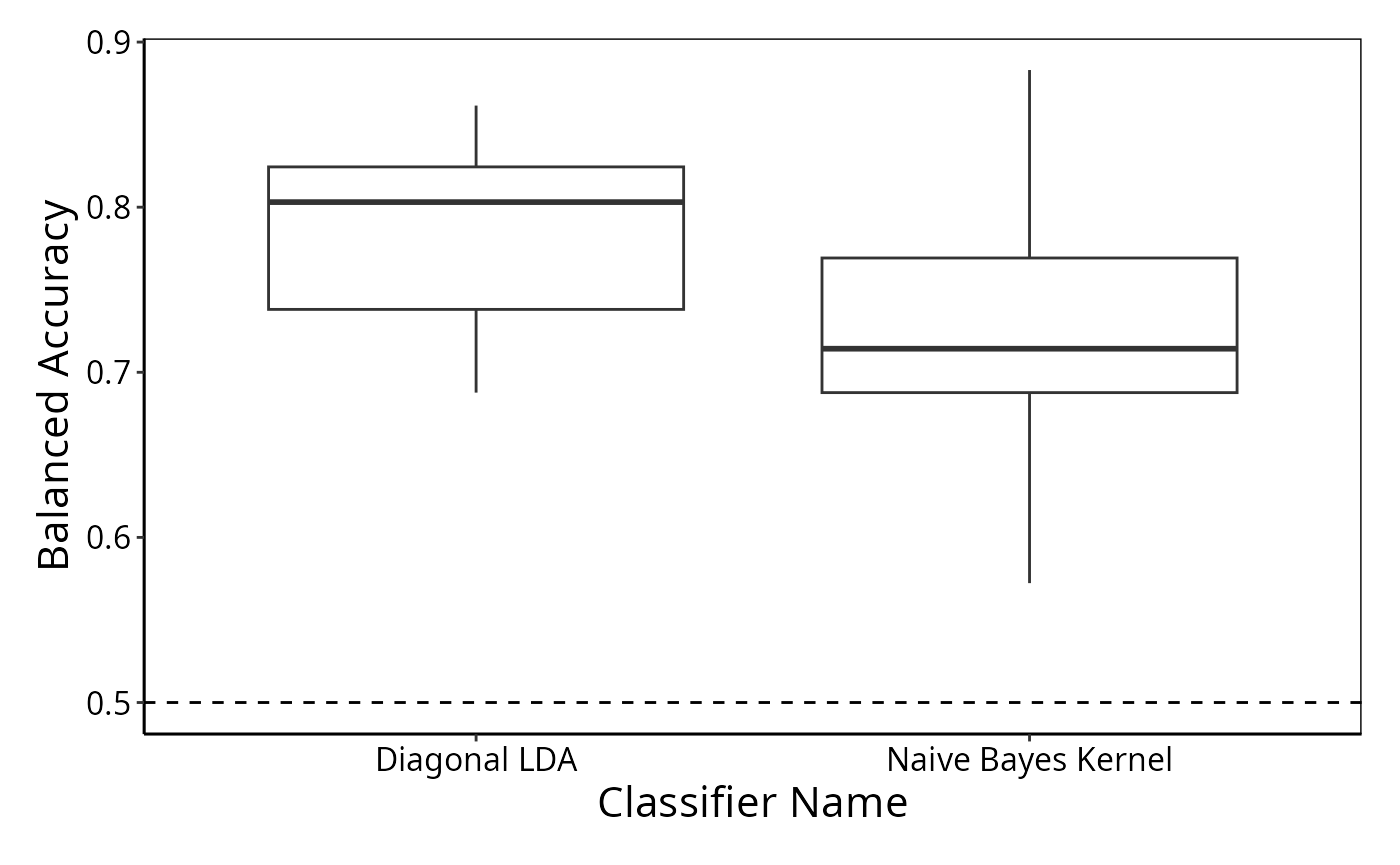 Balanced Accuracy
0.9
0.8
0.7
0.6
0.5
Diagonal LDA
Naive Bayes Kernel
Classifier Name